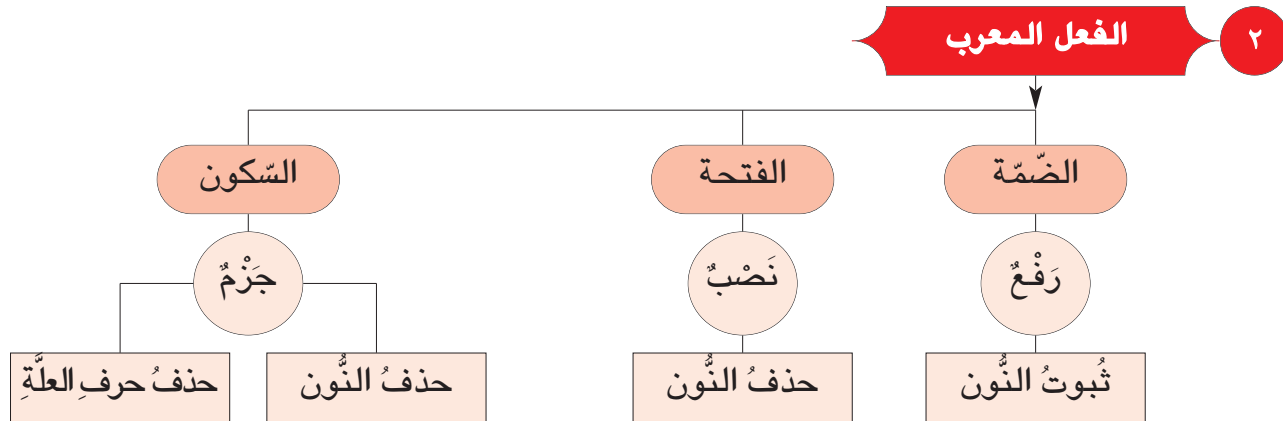 ٢
الفعل المعرب
الضّمّة
الفتحة
السّكون
رَفْعٌ
نَصْبٌ
جَزْمٌ
ثُبوتُ النُّون
حذفُ النُّون
حذفُ النُّون
حذفُ حرفِ العلَّةِ